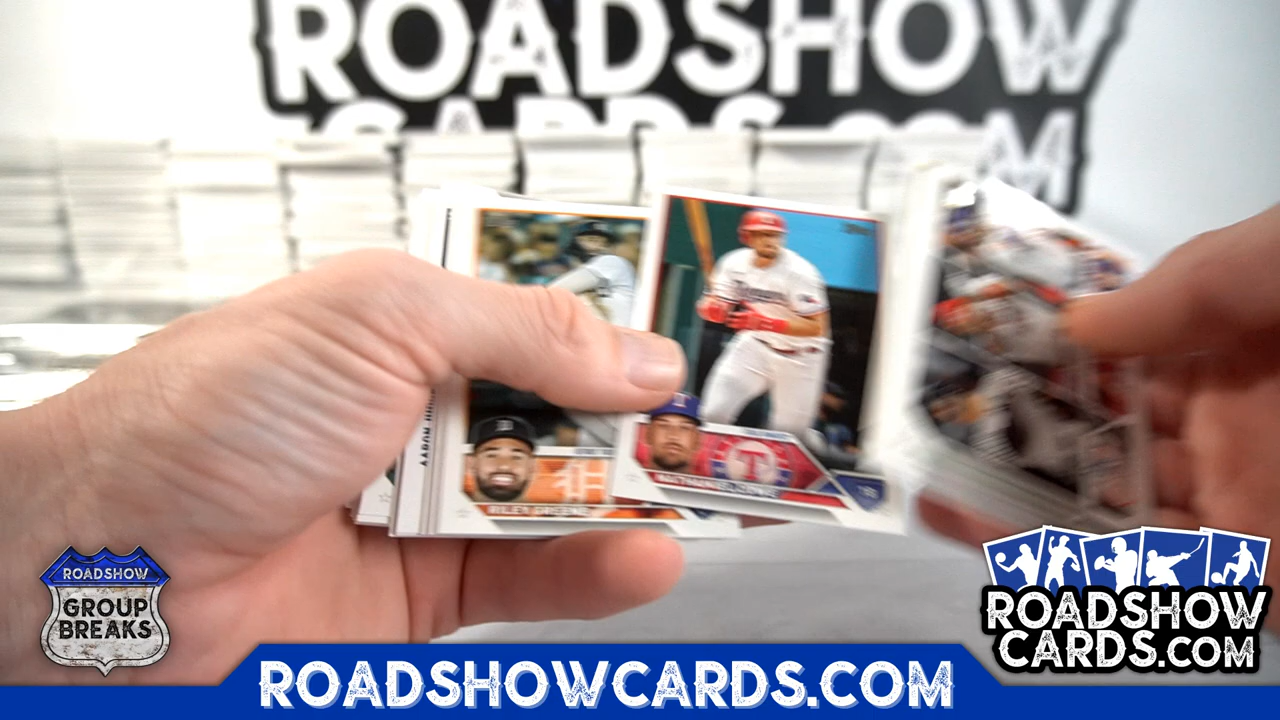 ROADSHOW
CARDS.COM
RILEY GREENE
NATHANIEL LOWE
ROADSHOW
GROUP
BREAKS
ROADSHOW
CARDS.COM
ROADSHOWCARDS.COM